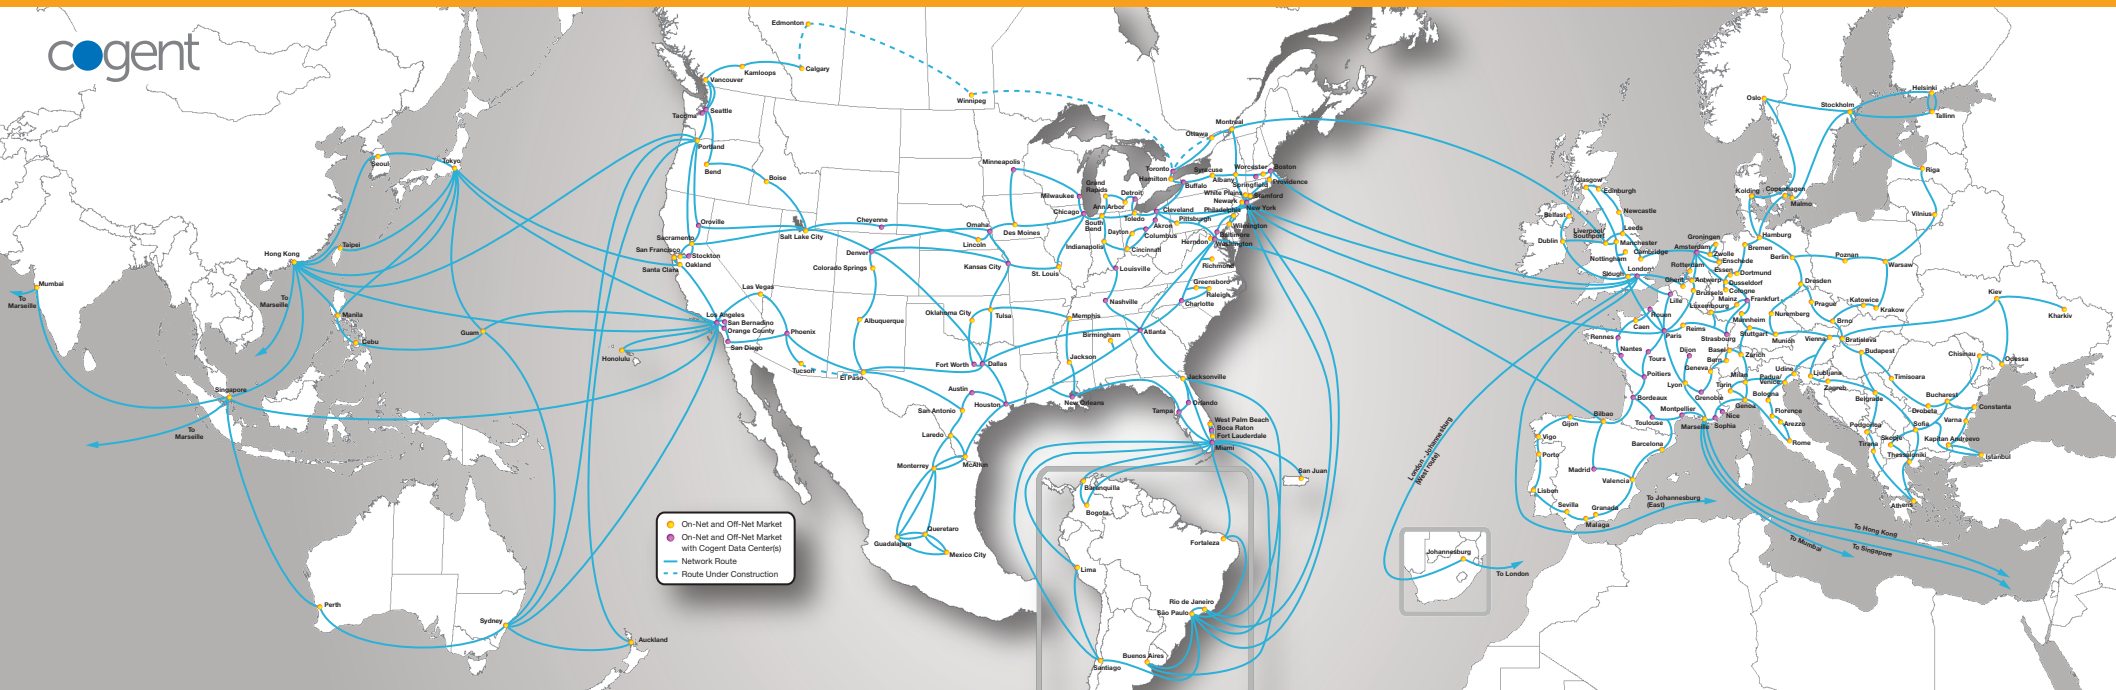 cogent
Edmonton
Calgary
Kamloops
Vancouver
Winnipeg
Seattle
Tacoma
Portland
Bend
Boise
Oroville
Sacramento
San Francisco
Stockton
Oakland
Santa Clara
Salt Lake City
Cheyenne
Denver
Colorado Springs
Las Vegas
Los Angeles
San Bernadino
Orange County
San Diego
Phoenix
Tucson
El Paso
Albuquerque
Honolulu
Minneapolis
Milwaukee
Chicago
Omaha
Lincoln
Des Moines
Kansas City
St. Louis
Oklahoma City
Tulsa
Fort Worth
Dallas
Austin
Houston
San Antonio
Laredo
McAllen
Monterrey
Queretaro
Guadalajara
Mexico City
Memphis
Birmingham
Jackson
New Orleans
Nashville
Louisville
Indianapolis
Grand
Rapids
Ann Arbor
Detroit
South
Bend
Toledo
Dayton
Cincinnati
Columbus
Akron
Cleveland
Pittsburgh
Toronto
Hamilton
Buffalo
Ottawa
Montreal
Syracuse
Albany
Worcester
Boston
Springfield
Providence
White Plains
Stamford
Newark
New York
Philadelphia
Wilmington
Baltimore
Herndon
Washington
Richmond
Greensboro
Raleigh
Charlotte
Atlanta
Jacksonville
Orlando
Tampa
West Palm Beach
Boca Raton
Fort Lauderdale
Miami
San Juan
Barranquilla
Bogota
Lima
Fortaleza
Rio de Janeiro
São Paulo
Buenos Aires
Santiago
Seoul
Tokyo
Taipei
Hong Kong
Mumbai
To
Marseille
To
Marseille
To
Marseille
Manila
Cebu
Guam
Singapore
Perth
Sydney
Auckland
On-Net and Off-Net Market
On-Net and Off-Net Market
with Cogent Data Center(s)
Network Route
Route Under Construction
London - Johannesburg
(West route)
Johannesburg
To London
To Johannesburg
(East)
To Hong Kong
To Mumbai
To Singapore
Oslo
Stockholm
Helsinki
Tallinn
Riga
Vilnius
Kolding
Copenhagen
Malmo
Glasgow
Edinburgh
Newcastle
Belfast
Leeds
Dublin
Liverpool/
Southport
Manchester
Cambridge
Nottingham
Slough
London
Groningen
Amsterdam
Zwolle
Enschede
Rotterdam
Essen
Dortmund
Ghent
Antwerp
Dusseldorf
Brussels
Cologne
Hamburg
Bremen
Berlin
Poznan
Warsaw
Dresden
Lille
Luxembourg
Mainz
Frankfurt
Prague
Katowice
Krakow
Kiev
Kharkiv
Rouen
Caen
Reims
Paris
Mannheim
Nuremberg
Brno
Rennes
Strasbourg
Stuttgart
Munich
Vienna
Bratislava
Budapest
Chisinau
Odessa
Nantes
Tours
Dijon
Basel
Bern
Zurich
Poitiers
Geneva
Milan
Padua/
Venice
Udine
Ljubljana
Zagreb
Timisoara
Lyon
Turin
Bologna
Belgrade
Bucharest
Drobeta
Constanta
Bordeaux
Grenoble
Genoa
Montpellier
Nice
Sophia
Florence
Arezzo
Rome
Toulouse
Marseille
Podgorica
Tirana
Skopje
Sofia
Varna
Kapitan Andreevo
Thessaloniki
Istanbul
Athens
Bilbao
Gijon
Vigo
Porto
Barcelona
Madrid
Valencia
Lisbon
Sevilla
Granada
Malaga